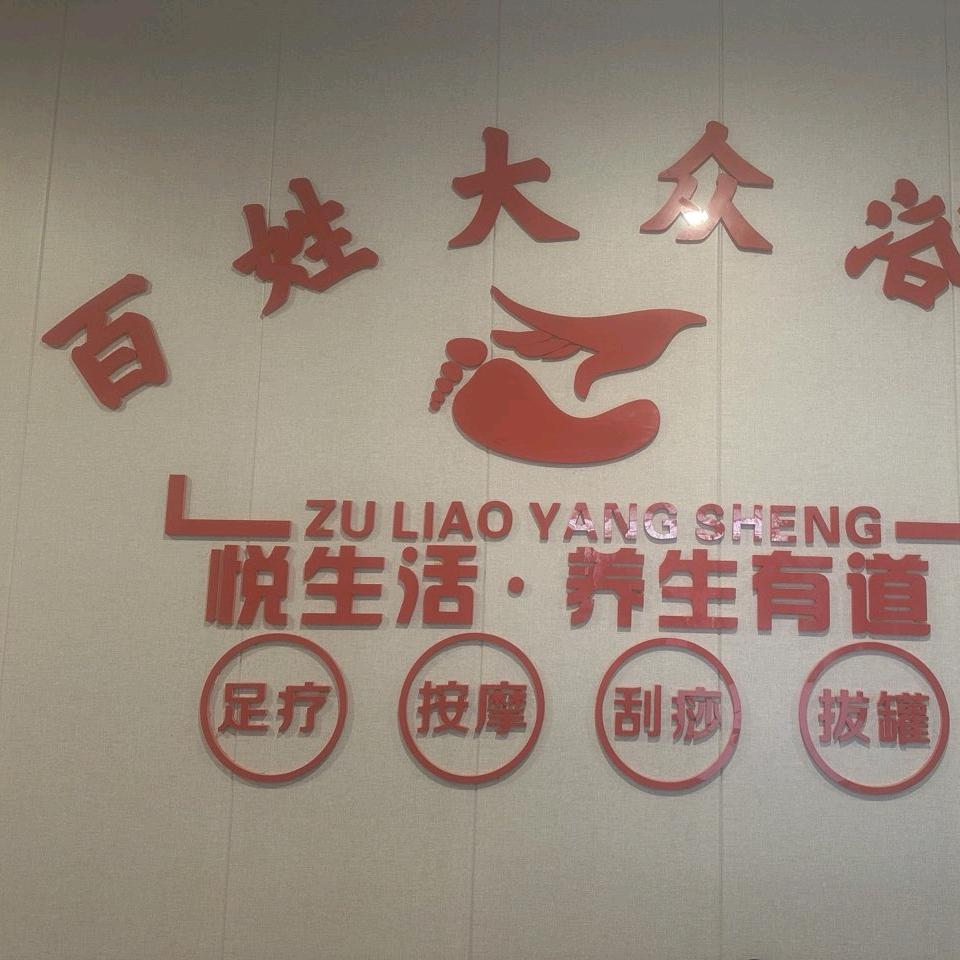 百姓大众浴
ZU LIAO YANG SHENG
悦生活·养生有道
足疗 按摩 刮痧 拔罐